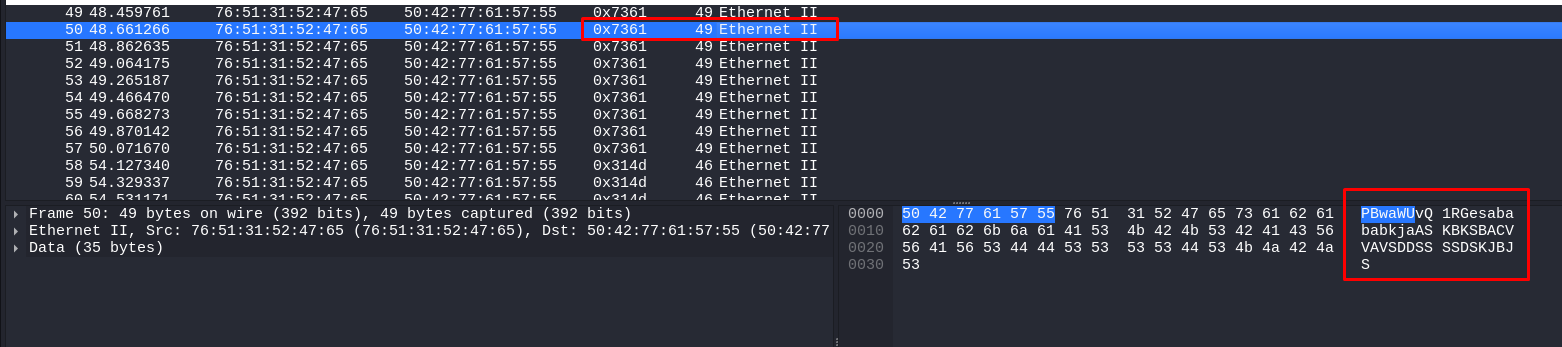 49 48.459761 76:51:31:52:47:65 50:42:77:61:57:55 0x7361 49 Ethernet II
50 48.661266 76:51:31:52:47:65 50:42:77:61:57:55 0x7361 49 Ethernet II
51 48.862635 76:51:31:52:47:65 50:42:77:61:57:55 0x7361 49 Ethernet II
52 49.064175 76:51:31:52:47:65 50:42:77:61:57:55 0x7361 49 Ethernet II
53 49.265187 76:51:31:52:47:65 50:42:77:61:57:55 0x7361 49 Ethernet II
54 49.466470 76:51:31:52:47:65 50:42:77:61:57:55 0x7361 49 Ethernet II
55 49.668273 76:51:31:52:47:65 50:42:77:61:57:55 0x7361 49 Ethernet II
56 49.870142 76:51:31:52:47:65 50:42:77:61:57:55 0x7361 49 Ethernet II
57 50.071670 76:51:31:52:47:65 50:42:77:61:57:55 0x7361 49 Ethernet II
58 54.127340 76:51:31:52:47:65 50:42:77:61:57:55 0x314d 46 Ethernet II
59 54.329337 76:51:31:52:47:65 50:42:77:61:57:55 0x314d 46 Ethernet II
60 54.531171 76:51:31:52:47:65 50:42:77:61:57:55 0x314d 46 Ethernet II
Frame 50: 49 bytes on wire (392 bits), 49 bytes captured (392 bits)
Ethernet II, Src: 76:51:31:52:47:65 (76:51:31:52:47:65), Dst: 50:42:77:61:57:55 (50:42:77
Data (35 bytes)
0000 50 42 77 61 57 55 76 51 31 52 47 65 73 61 62 61 PBwaWUvQ 1RGesaba
0010 62 61 62 6b 6a 61 41 53 4b 42 4b 53 42 41 43 56 babkjaAS KBKSBACV
0020 56 41 56 53 44 44 53 53 53 53 44 53 4b 4a 42 4a VAVSDDSS SSDSKJBJ
0030 53 S